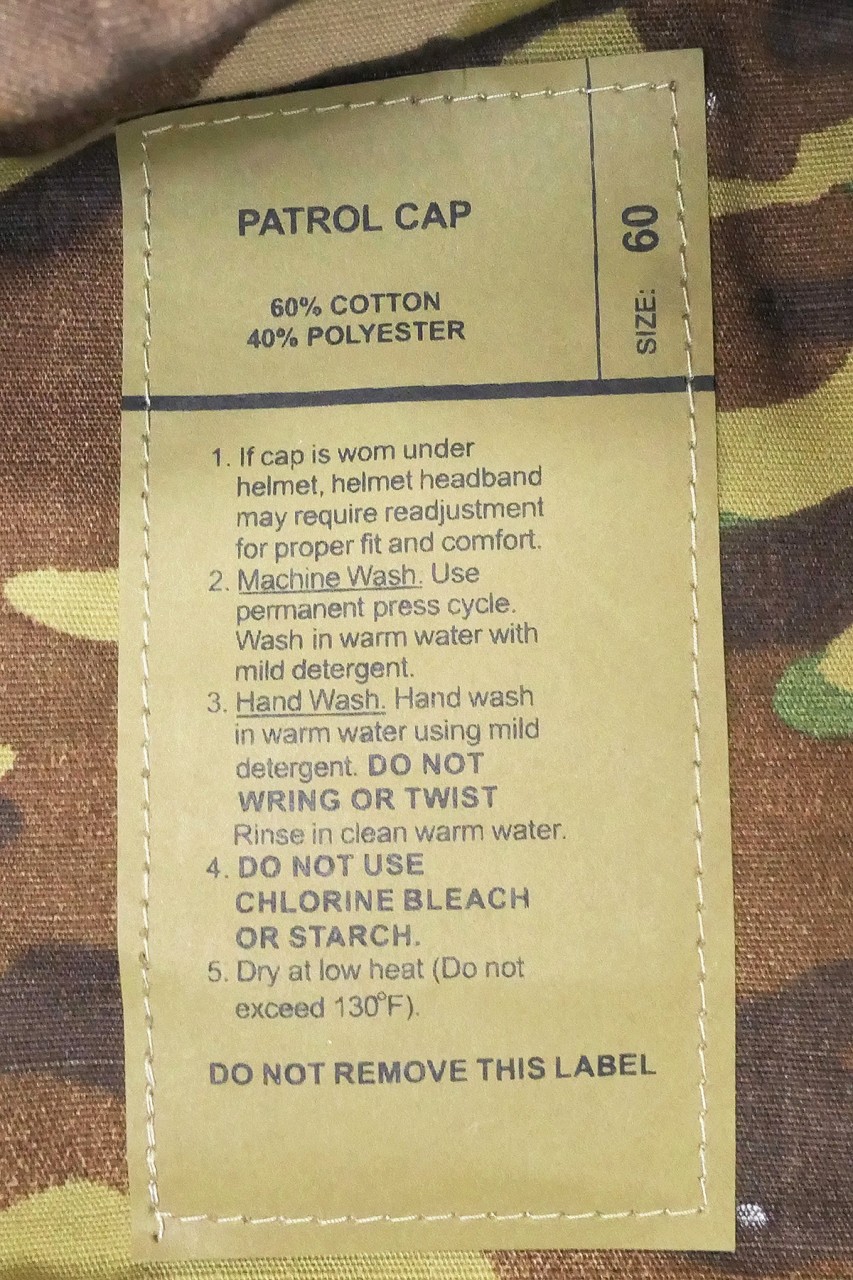 PATROL CAP
60% COTTON
40% POLYESTER
SIZE: 60
1. If cap is wom under
helmet, helmet headband
may require readjustment
for proper fit and comfort.
2. Machine Wash. Use
permanent press cycle.
Wash in warm water with
mild detergent.
3. Hand Wash. Hand wash
in warm water using mild
detergent. DO NOT
WRING OR TWIST
Rinse in clean warm water.
4. DO NOT USE
CHLORINE BLEACH
OR STARCH.
5. Dry at low heat (Do not
exceed 130°F).
DO NOT REMOVE THIS LABEL